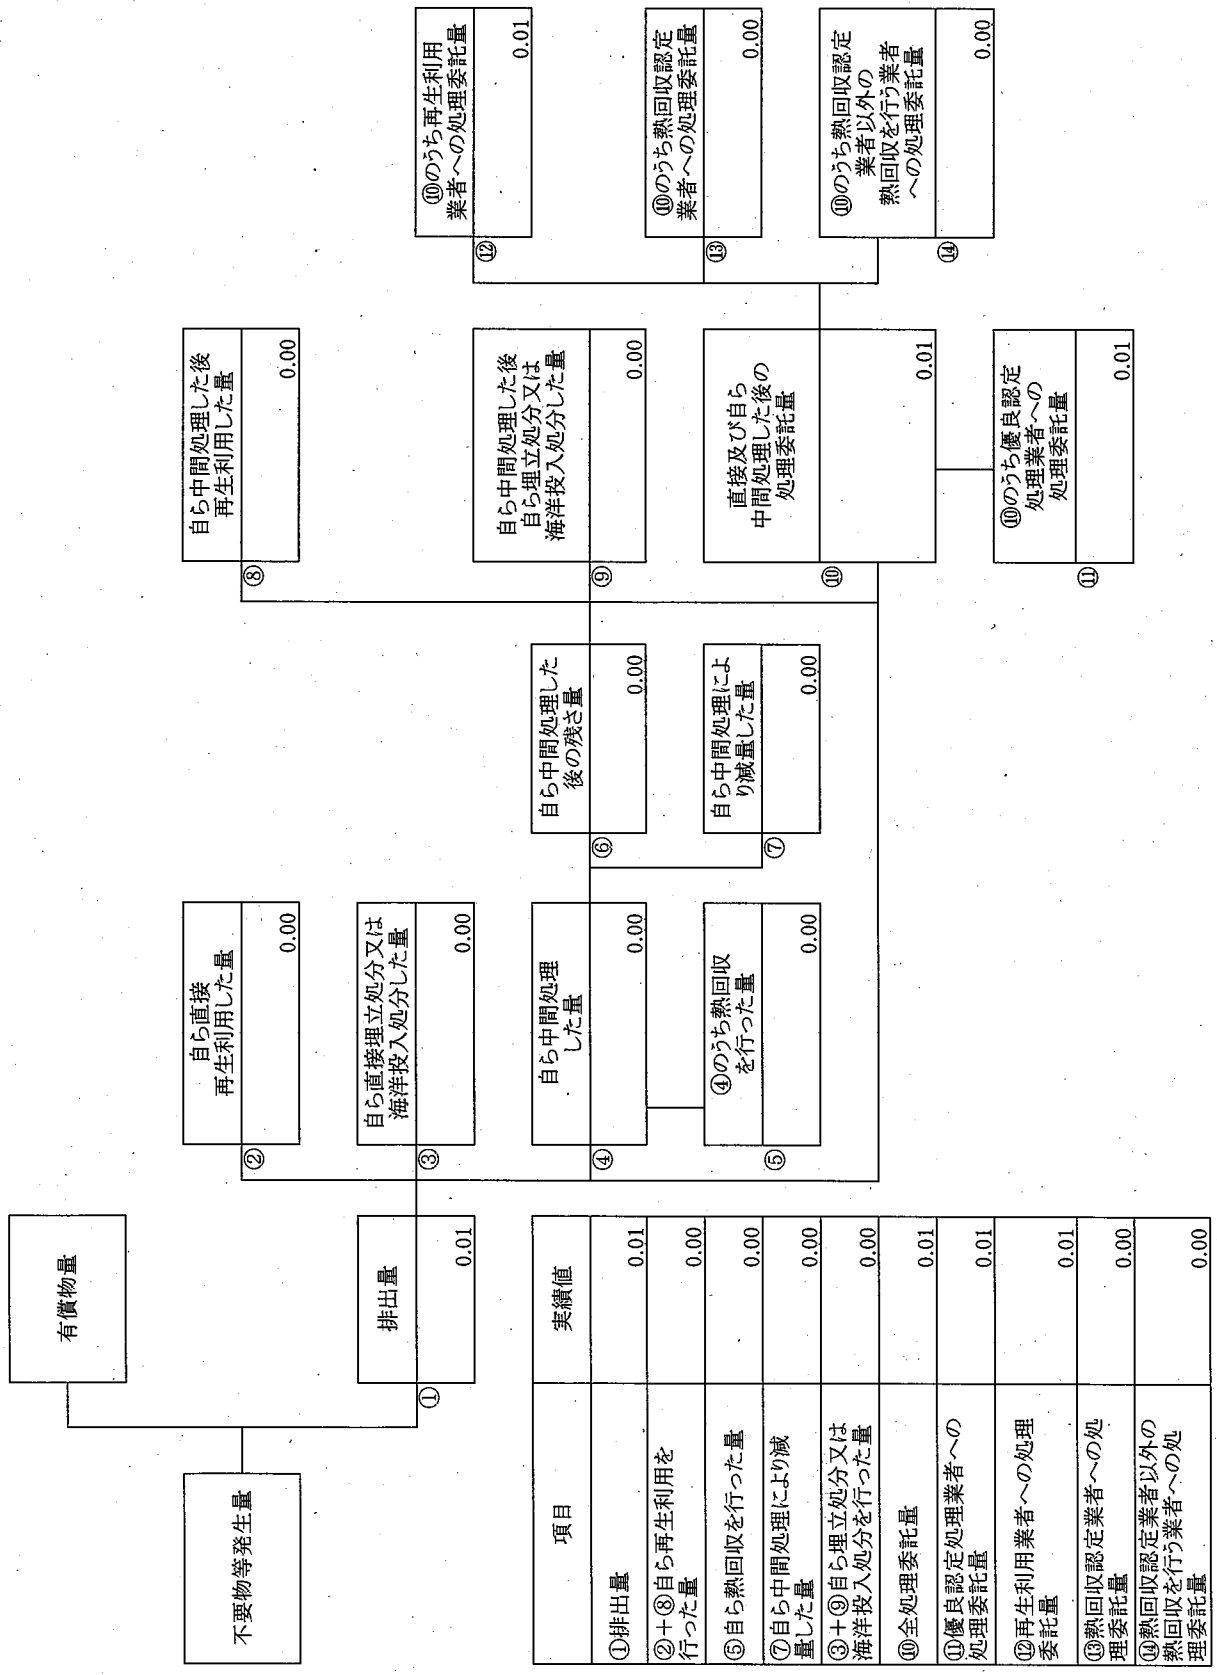 不要物等発生量
有償物量
排出量
①
0.01
自ら直接
再生利用した量
②
0.00
自ら直接埋立処分又は
海洋投入処分した量
③
0.00
自ら中間処理
した量
④
0.00
④のうち熱回収
を行った量
⑤
0.00
自ら中間処理した
後の残さ量
⑥
0.00
自ら中間処理によ
り減量した量
⑦
0.00
自ら中間処理した後
再生利用した量
⑧
0.00
自ら中間処理した後
自ら埋立処分又は
海洋投入処分した量
⑨
0.00
直接及び自ら
中間処理した後の
処理委託量
⑩
0.01
⑩のうち優良認定
処理業者への
処理委託量
⑪
0.01
⑩のうち再生利用
業者への処理委託量
⑫
0.01
⑩のうち熱回収認定
業者への処理委託量
⑬
0.00
⑩のうち熱回収認定
業者以外の
熱回収を行う業者
への処理委託量
⑭
0.00
項目 実績値
①排出量 0.01
②+⑧自ら再生利用を
行った量 0.00
⑤自ら熱回収を行った量 0.00
⑦自ら中間処理により減
量した量 0.00
③+⑨自ら埋立処分又は
海洋投入処分を行った量 0.00
⑩全処理委託量 0.01
⑪優良認定処理業者への
処理委託量 0.01
⑫再生利用業者への処理
委託量 0.01
⑬熱回収認定業者への処
理委託量 0.00
⑭熱回収認定業者以外の
熱回収を行う業者への処
理委託量 0.00